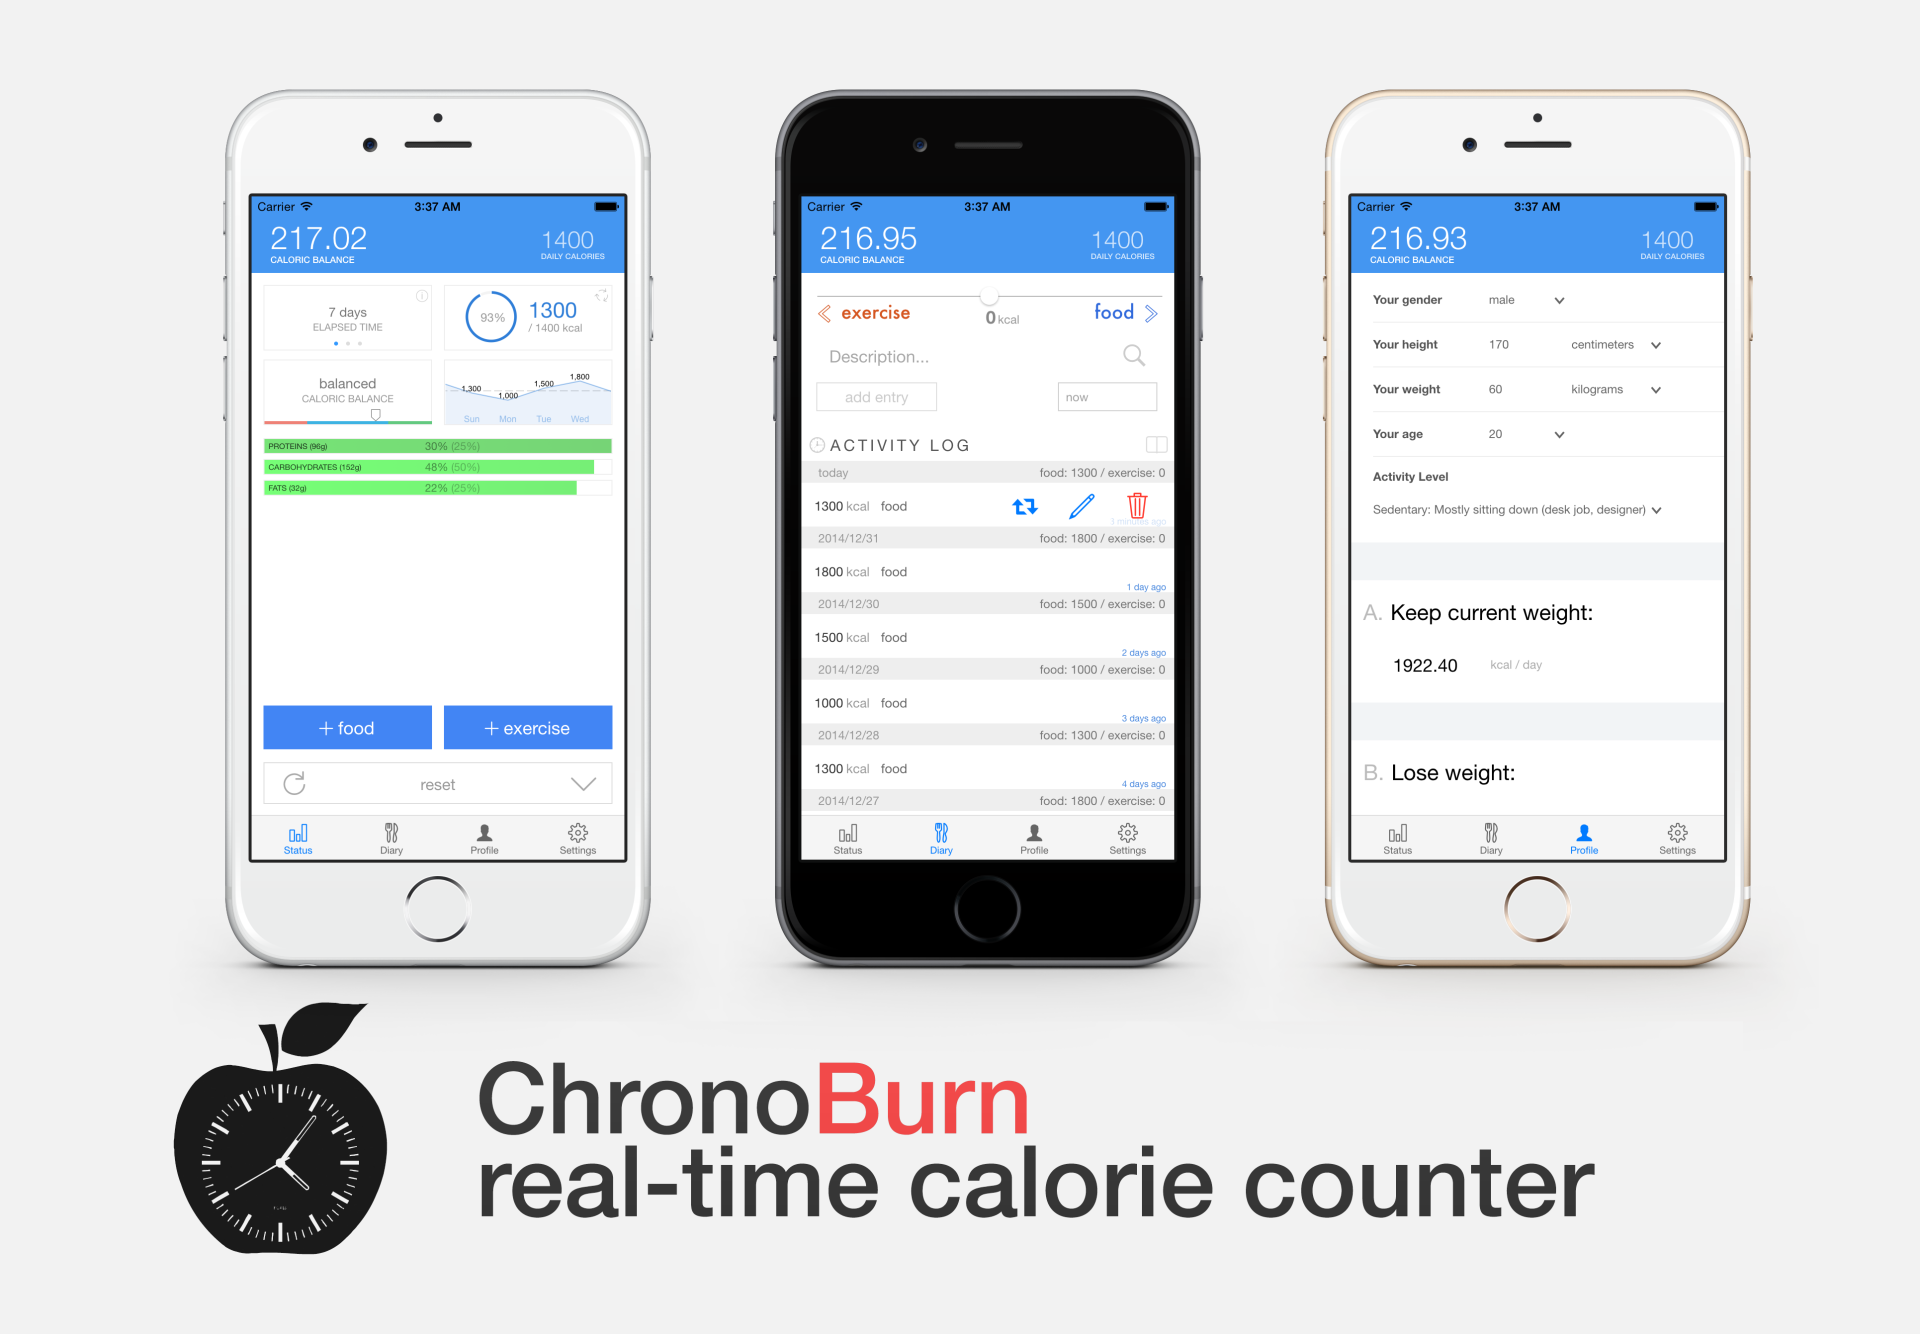 Carrier 3:37 AM
217.02 1400
CALORIC BALANCE DAILY CALORIES
7 days
ELAPSED TIME
93% 1300
/ 1400 kcal
balanced
CALORIC BALANCE
1,300 1,000 1,500 1,800
Sun Mon Tue Wed
PROTEINS (96g) 30% (25%)
CARBOHYDRATES (152g) 48% (50%)
FATS (32g) 22% (25%)
+ food + exercise
reset
Status Diary Profile Settings
Carrier 3:37 AM
216.95 1400
CALORIC BALANCE DAILY CALORIES
exercise 0 kcal food
Description...
add entry now
ACTIVITY LOG
today food: 1300 / exercise: 0
1300 kcal food
3 minutes ago
2014/12/31 food: 1800 / exercise: 0
1800 kcal food
1 day ago
2014/12/30 food: 1500 / exercise: 0
1500 kcal food
2 days ago
2014/12/29 food: 1000 / exercise: 0
1000 kcal food
3 days ago
2014/12/28 food: 1300 / exercise: 0
1300 kcal food
4 days ago
2014/12/27 food: 1800 / exercise: 0
Status Diary Profile Settings
Carrier 3:37 AM
216.93 1400
CALORIC BALANCE DAILY CALORIES
Your gender male
Your height 170 centimeters
Your weight 60 kilograms
Your age 20
Activity Level
Sedentary: Mostly sitting down (desk job, designer)
A. Keep current weight:
1922.40 kcal / day
B. Lose weight:
Status Diary Profile Settings
ChronoBurn
real-time calorie counter